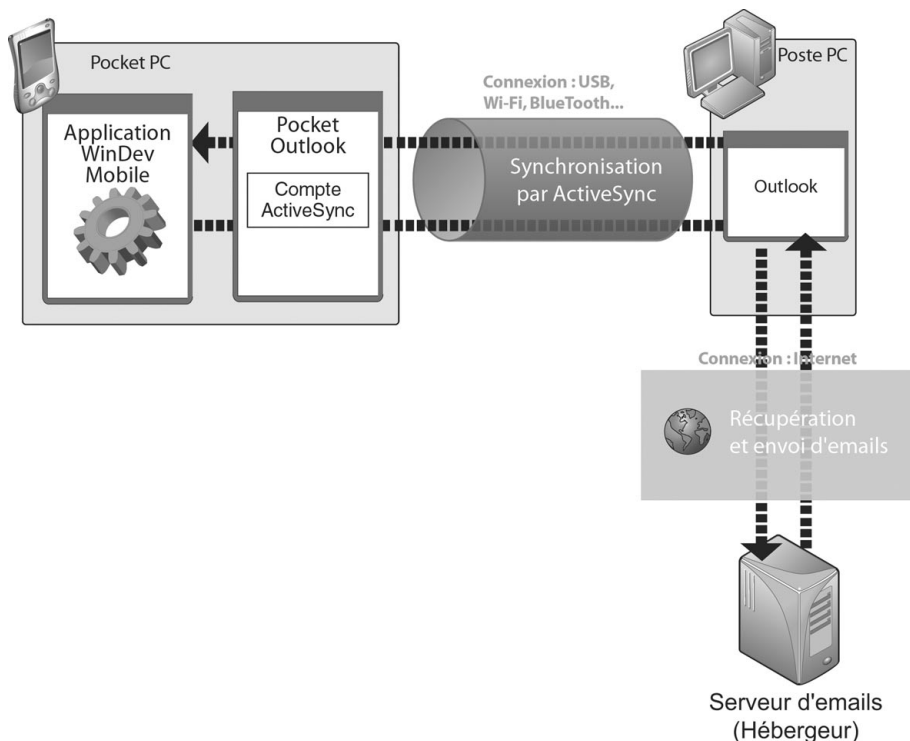 Pocket PC
Application
WinDev
Mobile
Pocket
Outlook
Compte
ActiveSync
Connexion : USB,
Wi-Fi, BlueTooth...
Synchronisation
par ActiveSync
Poste PC
Outlook
Connexion : Internet
Récupération
et envoi d'emails
Serveur d'emails
(Hébergeur)